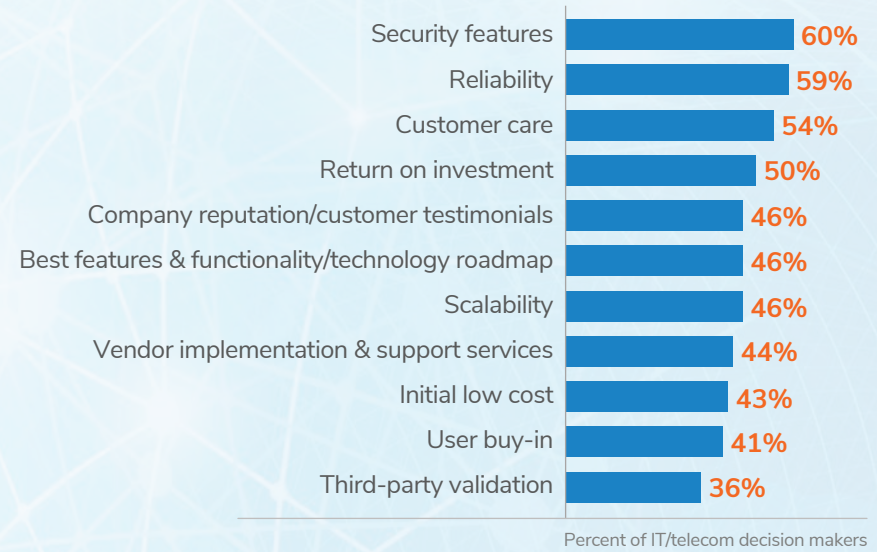 Security features 60%
Reliability 59%
Customer care 54%
Return on investment 50%
Company reputation/customer testimonials 46%
Best features & functionality/technology roadmap 46%
Scalability 46%
Vendor implementation & support services 44%
Initial low cost 43%
User buy-in 41%
Third-party validation 36%
Percent of IT/telecom decision makers